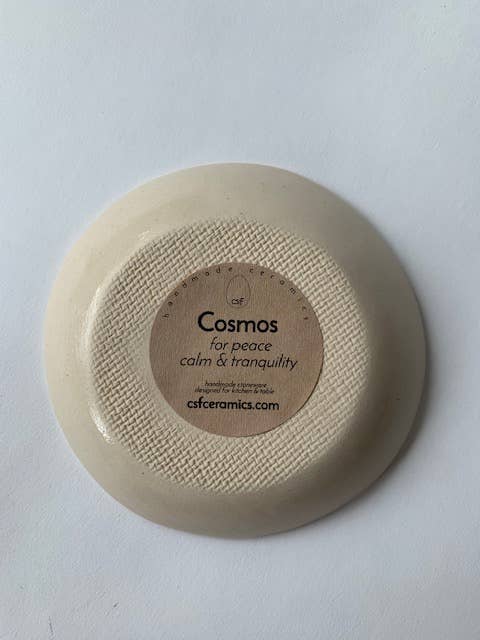 handmade ceramics
csf
Cosmos
for peace
calm & tranquility
handmade stoneware
designed for kitchen & table
csfceramics.com